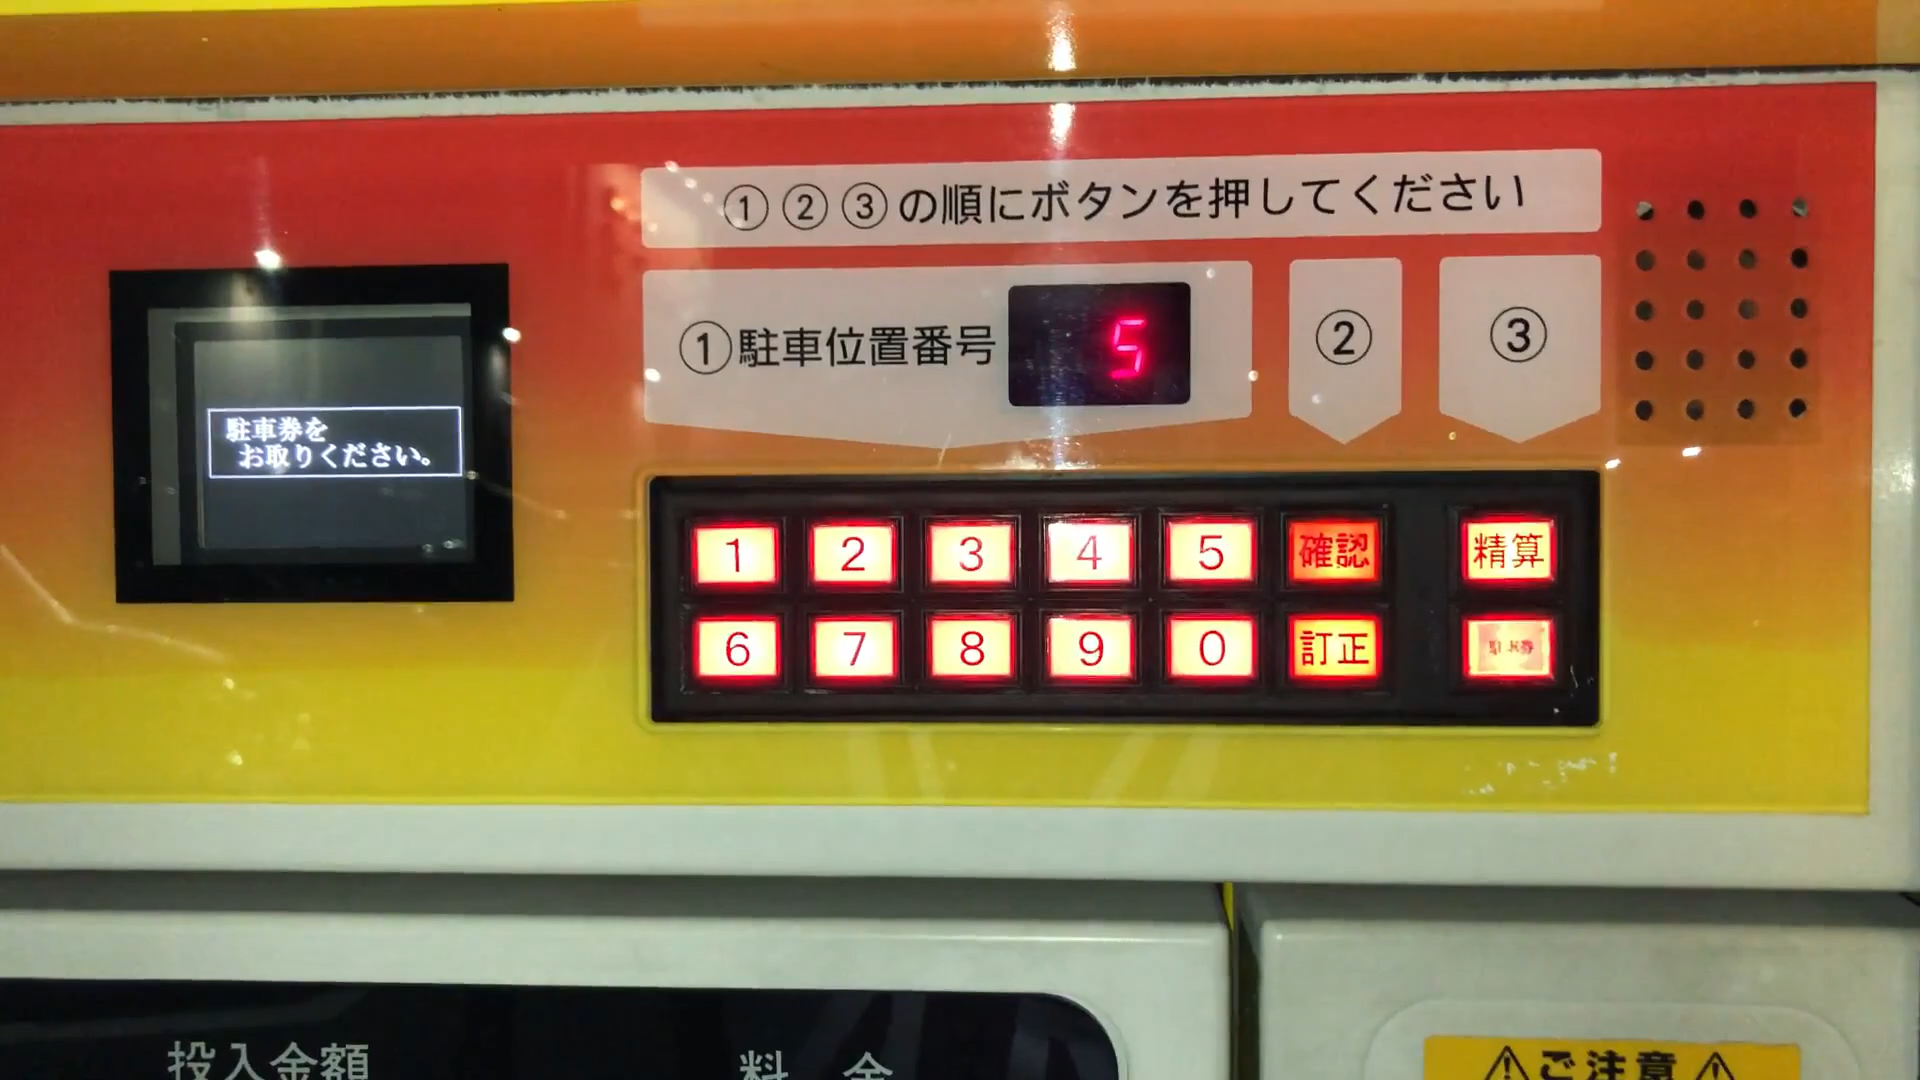 ①②③の順にボタンを押してください
①駐車位置番号 5 ② ③
駐車券を
お取りください。
1 2 3 4 5 確認 精算
6 7 8 9 0 訂正
投入金額 料金
⚠ご注意⚠